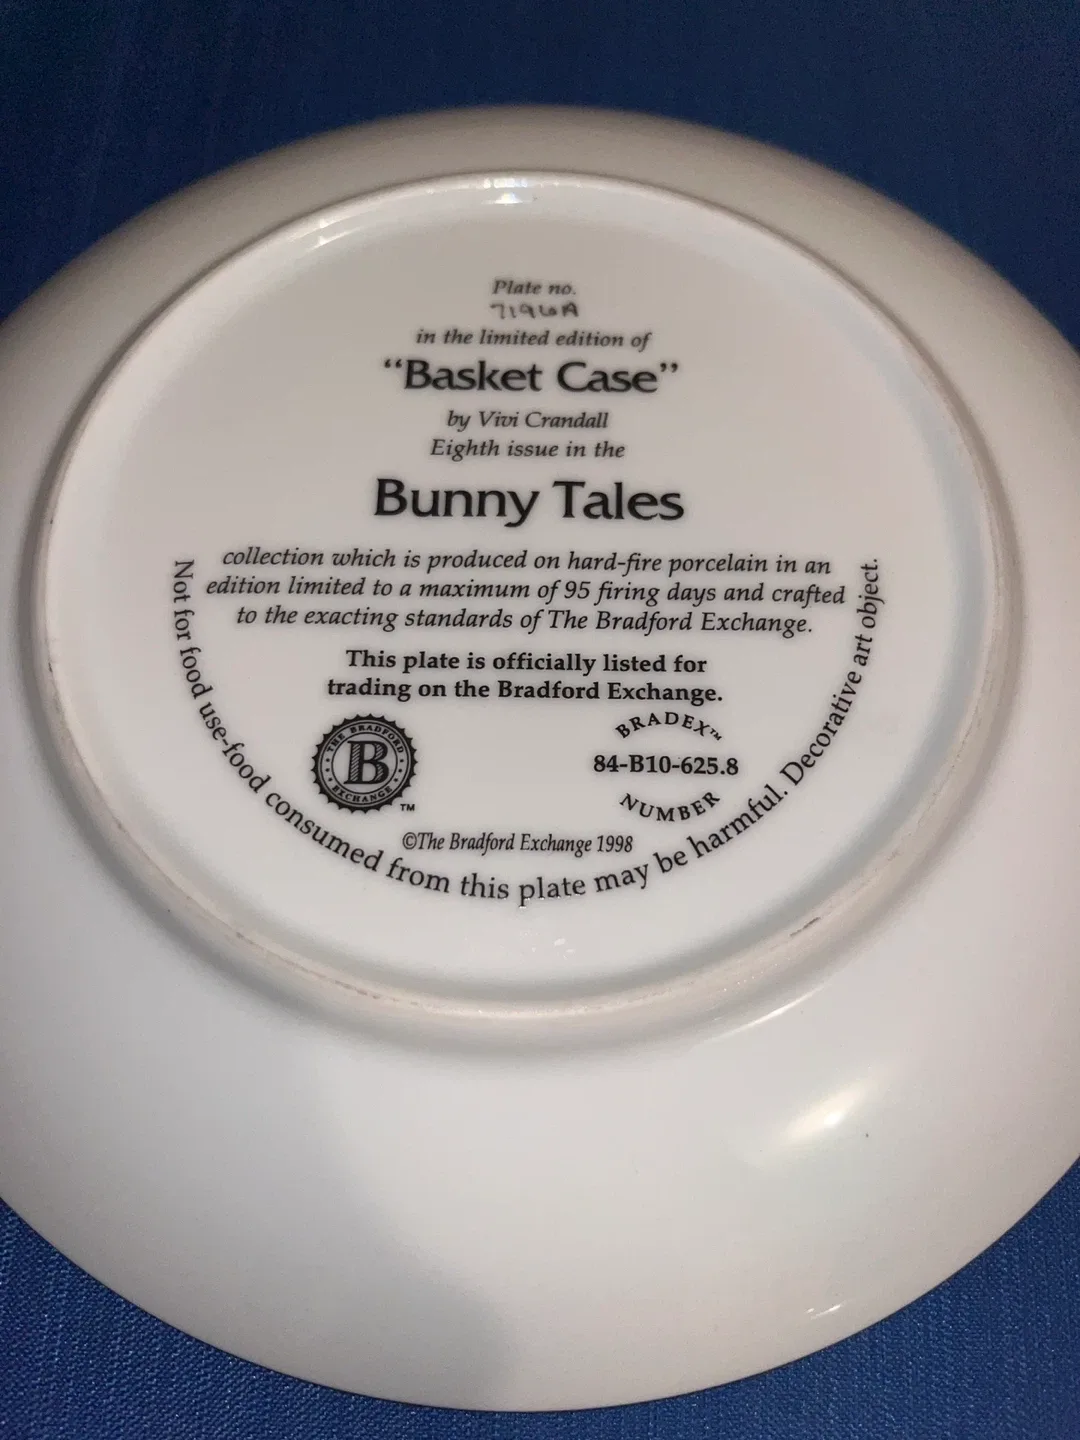 Plate no.
7196A
in the limited edition of
“Basket Case”
by Vivi Crandall
Eighth issue in the
Bunny Tales
collection which is produced on hard-fire porcelain in an
edition limited to a maximum of 95 firing days and crafted
to the exacting standards of The Bradford Exchange.
This plate is officially listed for
trading on the Bradford Exchange.
THE BRADFORD
B
EXCHANGE
TM
BRADEX™
84-B10-625.8
NUMBER
©The Bradford Exchange 1998
Not for food use-food consumed from this plate may be harmful. Decorative art object.